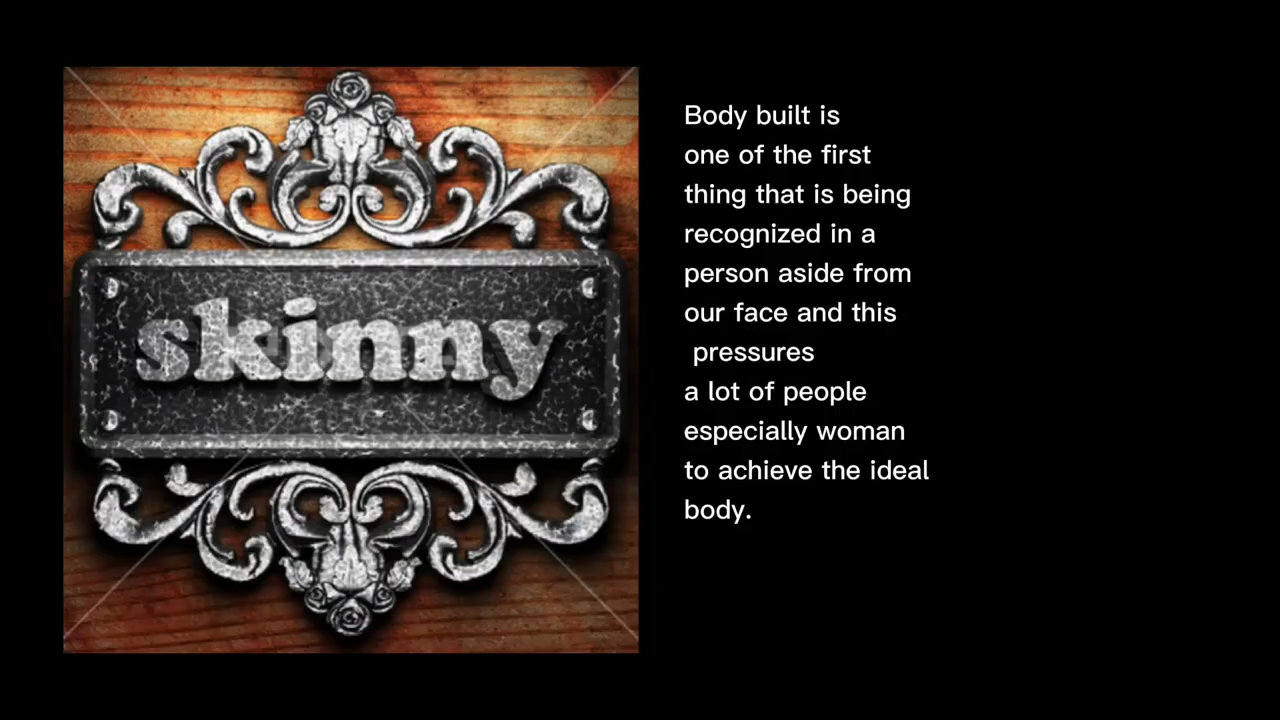 skinny
Body built is
one of the first
thing that is being
recognized in a
person aside from
our face and this
pressures
a lot of people
especially woman
to achieve the ideal
body.